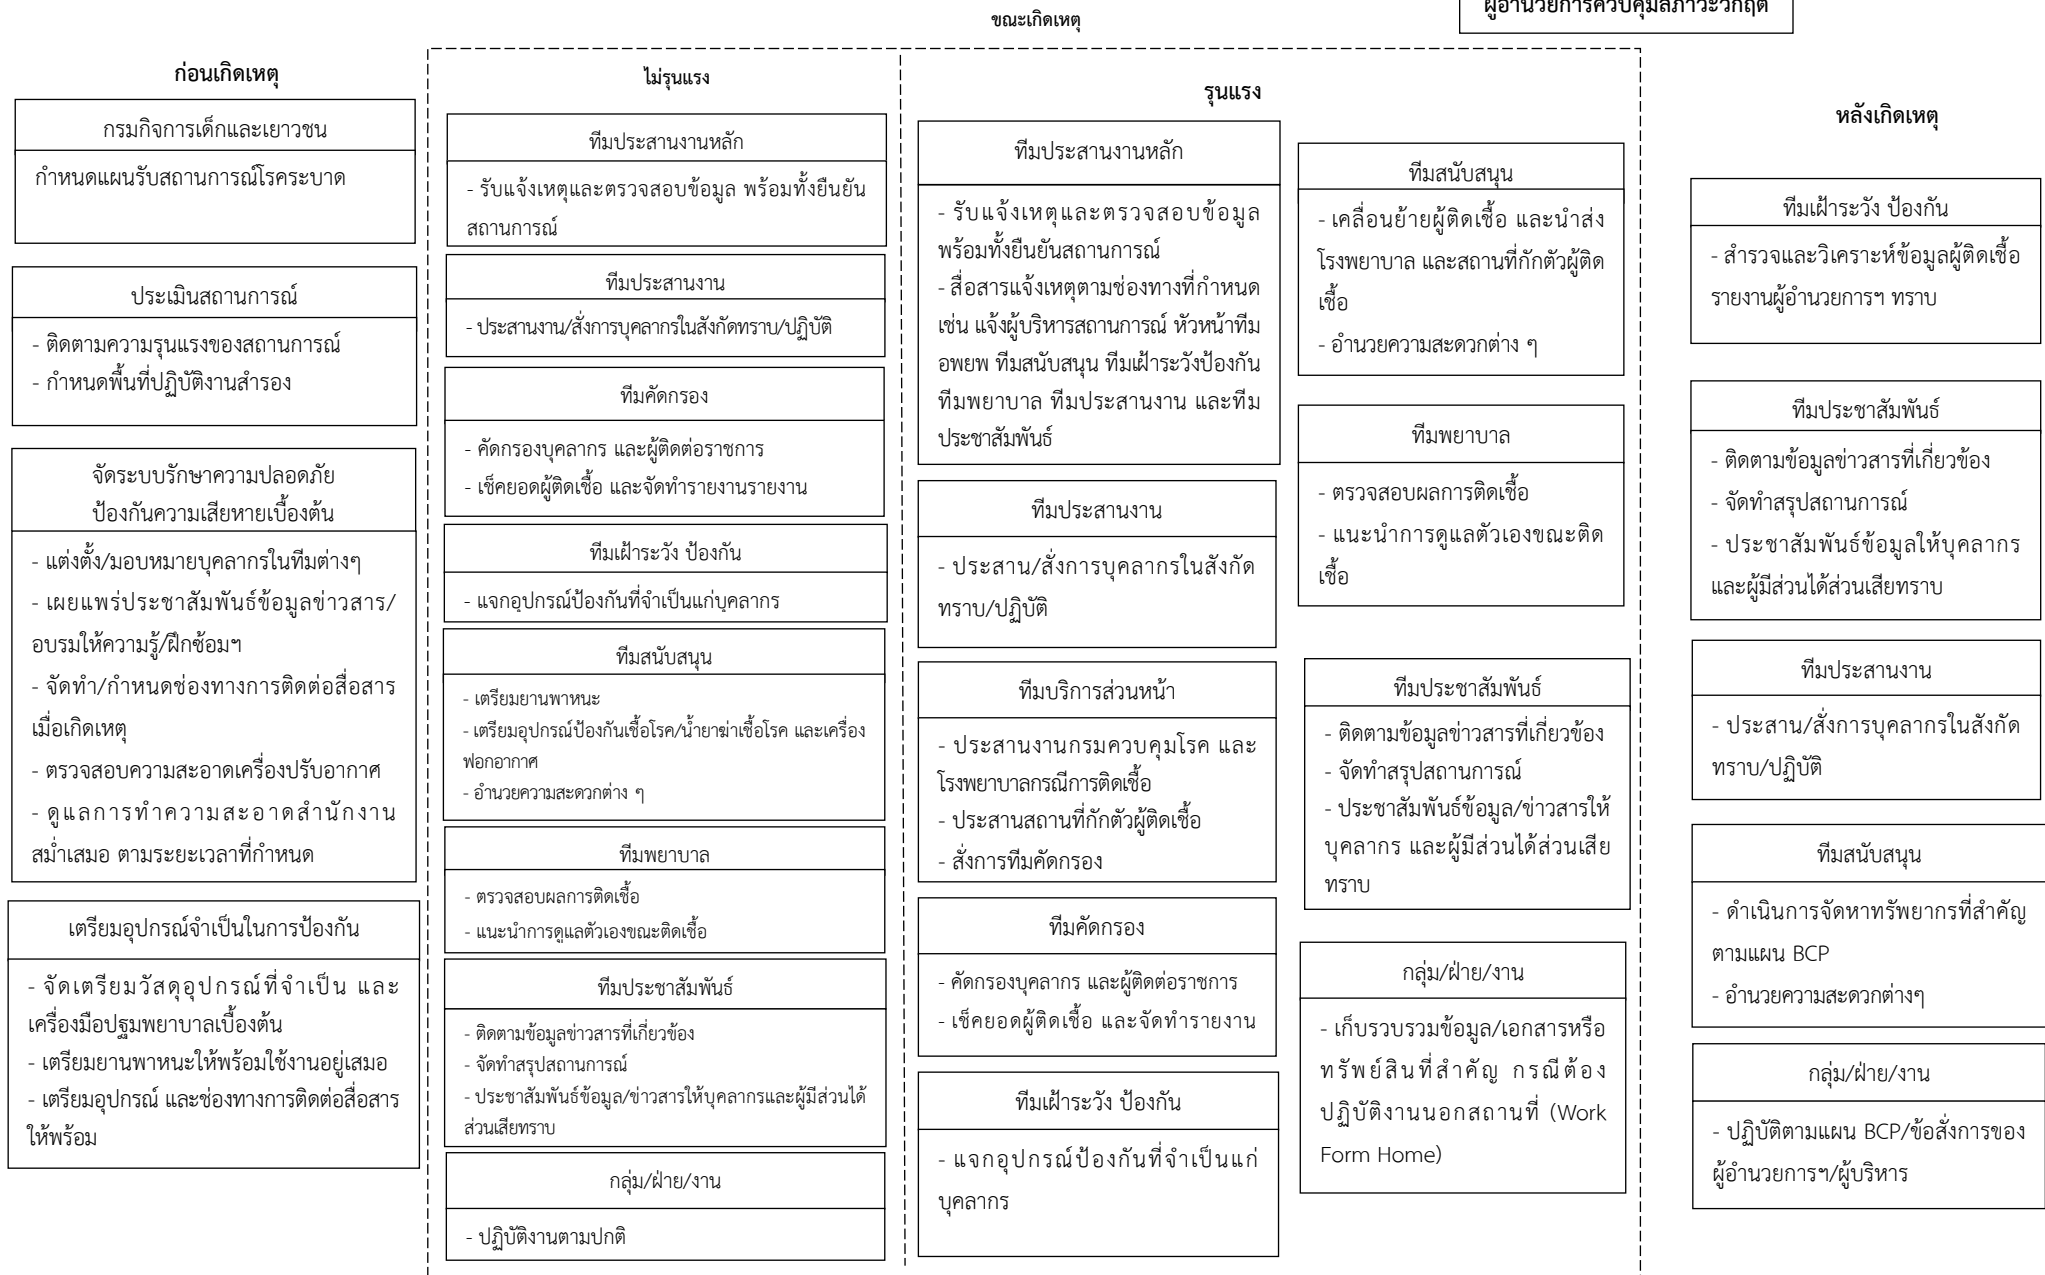 ขณะเกิดเหตุ
ผู้อำนวยการควบคุมสภาวะวิกฤต
ก่อนเกิดเหตุ
กรมกิจการเด็กและเยาวชน
กำหนดแผนรับสถานการณ์โรคระบาด
ประเมินสถานการณ์
- ติดตามความรุนแรงของสถานการณ์
- กำหนดพื้นที่ปฏิบัติงานสำรอง
จัดระบบรักษาความปลอดภัย
ป้องกันความเสียหายเบื้องต้น
- แต่งตั้ง/มอบหมายบุคลากรในทีมต่างๆ
- เผยแพร่ประชาสัมพันธ์ข้อมูลข่าวสาร/
อบรมให้ความรู้/ฝึกซ้อมฯ
- จัดทำ/กำหนดช่องทางการติดต่อสื่อสาร
เมื่อเกิดเหตุ
- ตรวจสอบความสะอาดเครื่องปรับอากาศ
- ดูแลการทำความสะอาดสำนักงาน
สม่ำเสมอ ตามระยะเวลาที่กำหนด
เตรียมอุปกรณ์จำเป็นในการป้องกัน
- จัดเตรียมวัสดุอุปกรณ์ที่จำเป็น และ
เครื่องมือปฐมพยาบาลเบื้องต้น
- เตรียมยานพาหนะให้พร้อมใช้งานอยู่เสมอ
- เตรียมอุปกรณ์ และช่องทางการติดต่อสื่อสาร
ให้พร้อม
ไม่รุนแรง
ทีมประสานงานหลัก
- รับแจ้งเหตุและตรวจสอบข้อมูล พร้อมทั้งยืนยัน
สถานการณ์
ทีมประสานงาน
- ประสานงาน/สั่งการบุคลากรในสังกัดทราบ/ปฏิบัติ
ทีมคัดกรอง
- คัดกรองบุคลากร และผู้ติดต่อราชการ
- เช็คยอดผู้ติดเชื้อ และจัดทำรายงานรายงาน
ทีมเฝ้าระวัง ป้องกัน
- แจกอุปกรณ์ป้องกันที่จำเป็นแก่บุคลากร
ทีมสนับสนุน
- เตรียมยานพาหนะ
- เตรียมอุปกรณ์ป้องกันเชื้อโรค/น้ำยาฆ่าเชื้อโรค และเครื่อง
ฟอกอากาศ
- อำนวยความสะดวกต่าง ๆ
ทีมพยาบาล
- ตรวจสอบผลการติดเชื้อ
- แนะนำการดูแลตัวเองขณะติดเชื้อ
ทีมประชาสัมพันธ์
- ติดตามข้อมูลข่าวสารที่เกี่ยวข้อง
- จัดทำสรุปสถานการณ์
- ประชาสัมพันธ์ข้อมูล/ข่าวสารให้บุคลากรและผู้มีส่วนได้
ส่วนเสียทราบ
กลุ่ม/ฝ่าย/งาน
- ปฏิบัติงานตามปกติ
รุนแรง
ทีมประสานงานหลัก
- รับแจ้งเหตุและตรวจสอบข้อมูล
พร้อมทั้งยืนยันสถานการณ์
- สื่อสารแจ้งเหตุตามช่องทางที่กำหนด
เช่น แจ้งผู้บริหารสถานการณ์ หัวหน้าทีม
อพยพ ทีมสนับสนุน ทีมเฝ้าระวังป้องกัน
ทีมพยาบาล ทีมประสานงาน และทีม
ประชาสัมพันธ์
ทีมประสานงาน
- ประสาน/สั่งการบุคลากรในสังกัด
ทราบ/ปฏิบัติ
ทีมบริการส่วนหน้า
- ประสานงานกรมควบคุมโรค และ
โรงพยาบาลกรณีการติดเชื้อ
- ประสานสถานที่กักตัวผู้ติดเชื้อ
- สั่งการทีมคัดกรอง
ทีมคัดกรอง
- คัดกรองบุคลากร และผู้ติดต่อราชการ
- เช็คยอดผู้ติดเชื้อ และจัดทำรายงาน
ทีมเฝ้าระวัง ป้องกัน
- แจกอุปกรณ์ป้องกันที่จำเป็นแก่
บุคลากร
ทีมสนับสนุน
- เคลื่อนย้ายผู้ติดเชื้อ และนำส่ง
โรงพยาบาล และสถานที่กักตัวผู้ติด
เชื้อ
- อำนวยความสะดวกต่าง ๆ
ทีมพยาบาล
- ตรวจสอบผลการติดเชื้อ
- แนะนำการดูแลตัวเองขณะติด
เชื้อ
ทีมประชาสัมพันธ์
- ติดตามข้อมูลข่าวสารที่เกี่ยวข้อง
- จัดทำสรุปสถานการณ์
- ประชาสัมพันธ์ข้อมูล/ข่าวสารให้
บุคลากร และผู้มีส่วนได้ส่วนเสีย
ทราบ
กลุ่ม/ฝ่าย/งาน
- เก็บรวบรวมข้อมูล/เอกสารหรือ
ทรัพย์สินที่สำคัญ กรณีต้อง
ปฏิบัติงานนอกสถานที่ (Work
Form Home)
หลังเกิดเหตุ
ทีมเฝ้าระวัง ป้องกัน
- สำรวจและวิเคราะห์ข้อมูลผู้ติดเชื้อ
รายงานผู้อำนวยการฯ ทราบ
ทีมประชาสัมพันธ์
- ติดตามข้อมูลข่าวสารที่เกี่ยวข้อง
- จัดทำสรุปสถานการณ์
- ประชาสัมพันธ์ข้อมูลให้บุคลากร
และผู้มีส่วนได้ส่วนเสียทราบ
ทีมประสานงาน
- ประสาน/สั่งการบุคลากรในสังกัด
ทราบ/ปฏิบัติ
ทีมสนับสนุน
- ดำเนินการจัดหาทรัพยากรที่สำคัญ
ตามแผน BCP
- อำนวยความสะดวกต่างๆ
กลุ่ม/ฝ่าย/งาน
- ปฏิบัติตามแผน BCP/ข้อสั่งการของ
ผู้อำนวยการฯ/ผู้บริหาร